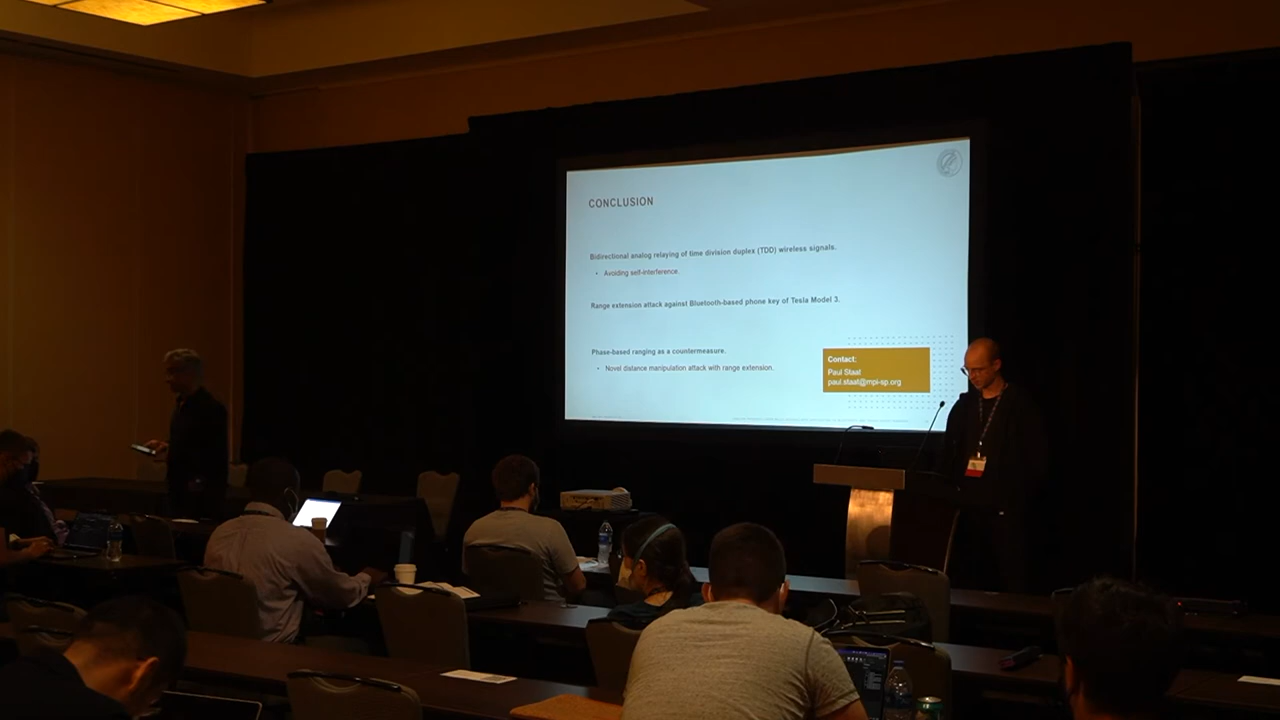 CONCLUSION
Bidirectional analog relaying of time division duplex (TDD) wireless signals.
• Avoiding self-interference.
Range extension attack against Bluetooth-based phone key of Tesla Model 3.
Phase-based ranging as a countermeasure.
• Novel distance manipulation attack with range extension.
Contact:
Paul Staat
paul.staat@mpi-sp.org